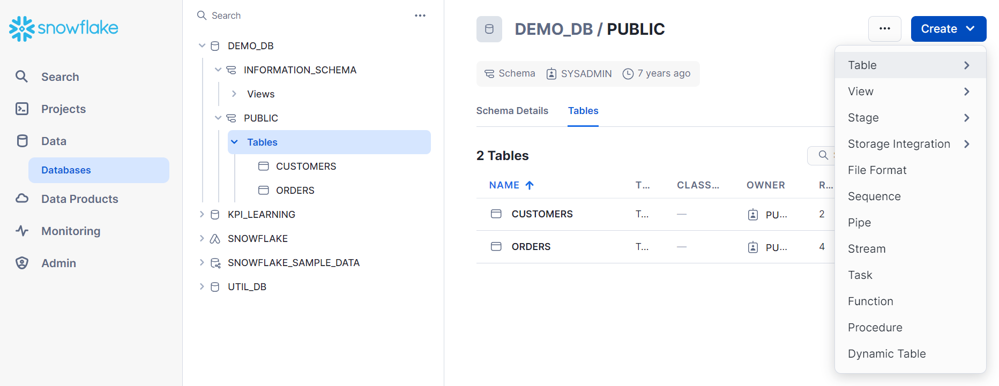 snowflake
Search
Projects
Data
Databases
Data Products
Monitoring
Admin
Search
DEMO_DB
INFORMATION_SCHEMA
Views
PUBLIC
Tables
CUSTOMERS
ORDERS
KPI_LEARNING
SNOWFLAKE
SNOWFLAKE_SAMPLE_DATA
UTIL_DB
DEMO_DB / PUBLIC
... Create
Schema SYSADMIN 7 years ago
Schema Details Tables
2 Tables
NAME T... CLASS... OWNER R...
CUSTOMERS T... — PU... 2
ORDERS T... — PU... 4
Table
View
Stage
Storage Integration
File Format
Sequence
Pipe
Stream
Task
Function
Procedure
Dynamic Table